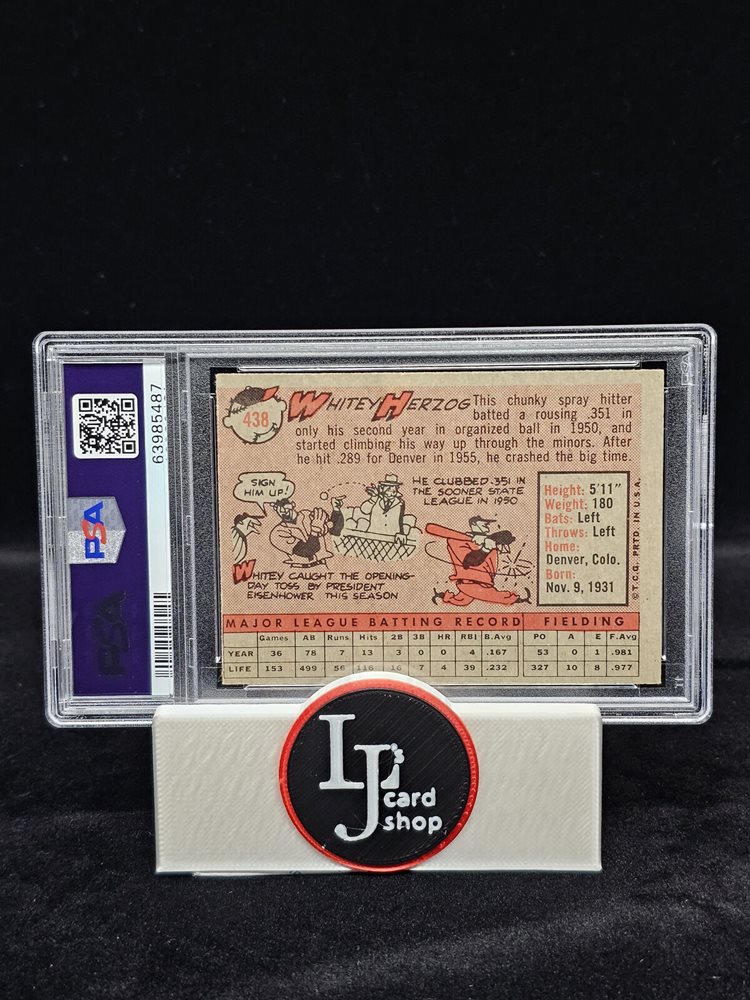 63985487
PSA
PSA
438
WHITEY HERZOG This chunky spray hitter
batted a rousing .351 in
only his second year in organized ball in 1950, and
started climbing his way up through the minors. After
he hit .289 for Denver in 1955, he crashed the big time.
SIGN
HIM UP!
HE CLUBBED .351 IN
THE SOONER STATE
LEAGUE IN 1950
WHITEY CAUGHT THE OPENING-
DAY TOSS BY PRESIDENT
EISENHOWER THIS SEASON
Height: 5'11"
Weight: 180
Bats: Left
Throws: Left
Home:
Denver, Colo.
Born:
Nov. 9, 1931
© T.C.G. PRTD. IN U.S.A.
MAJOR LEAGUE BATTING RECORD FIELDING
Games AB Runs Hits 2B 3B HR RBI B.Avg PO A E F.Avg
YEAR 36 78 7 13 3 0 0 4 .167 53 0 1 .981
LIFE 153 499 56 116 16 7 4 39 .232 327 10 8 .977
LJ's
card
shop